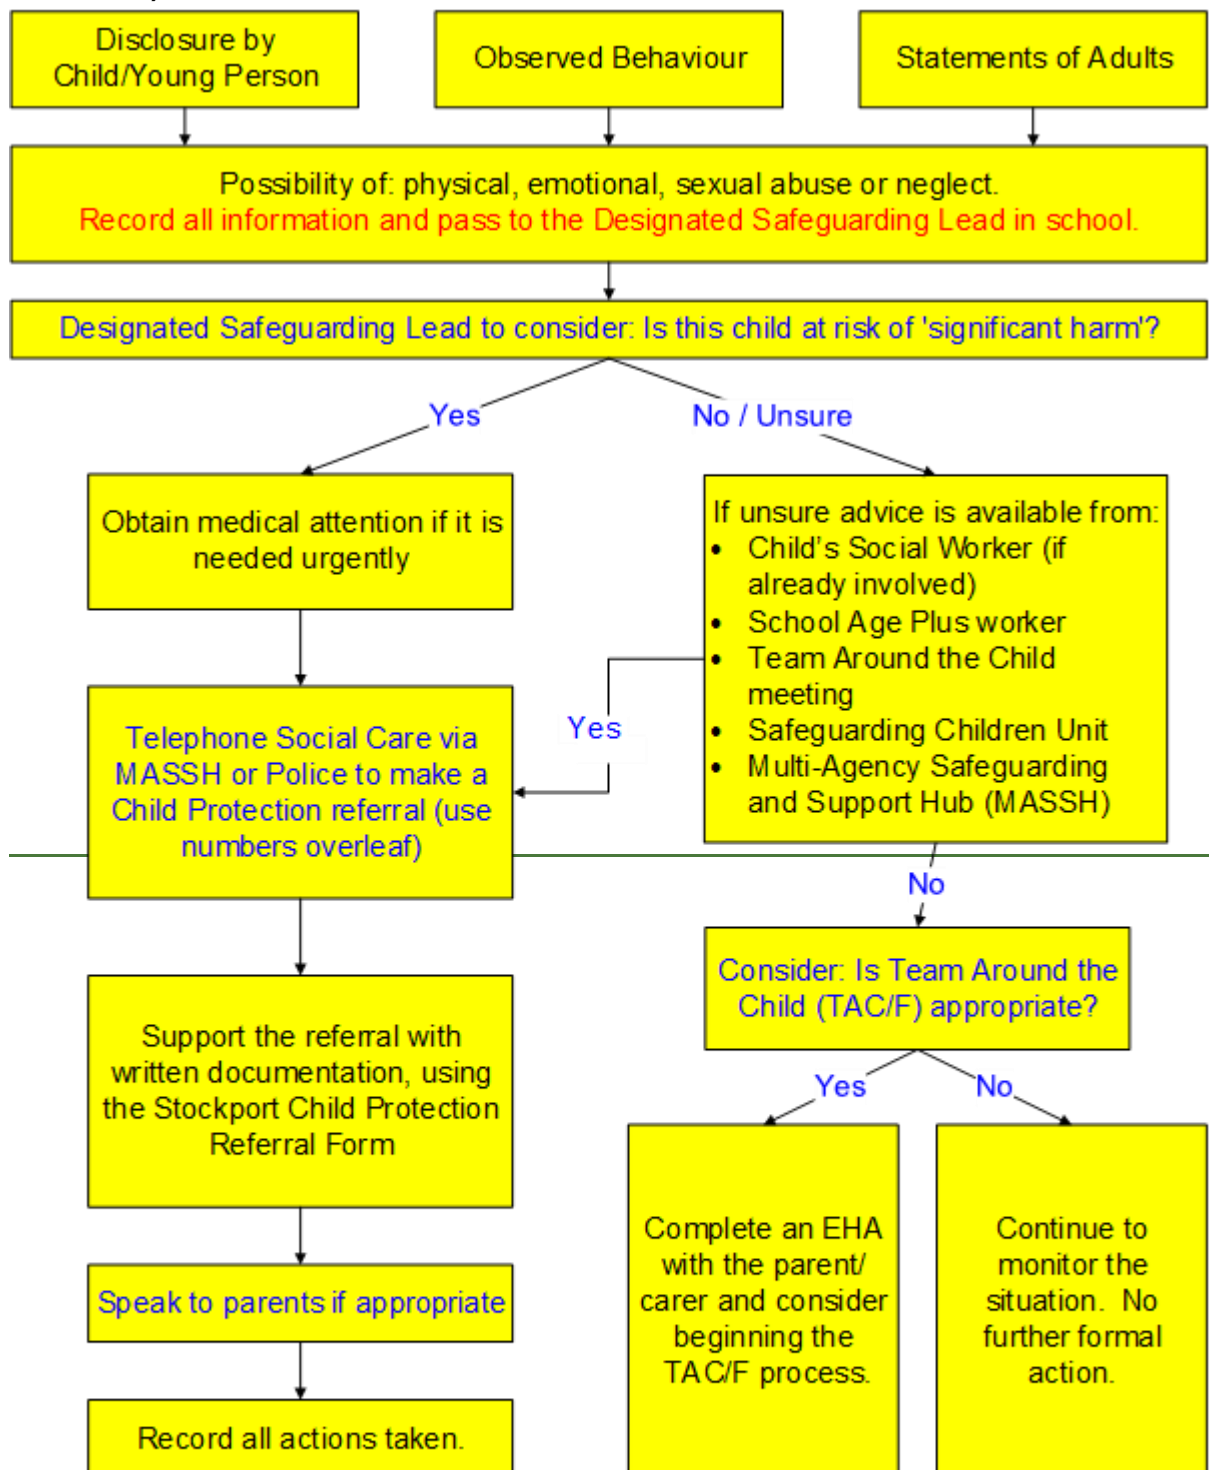 Disclosure by
Child/Young Person
Observed Behaviour
Statements of Adults
Possibility of: physical, emotional, sexual abuse or neglect.
Record all information and pass to the Designated Safeguarding Lead in school.
Designated Safeguarding Lead to consider: Is this child at risk of 'significant harm'?
Yes
No / Unsure
Obtain medical attention if it is
needed urgently
If unsure advice is available from:
• Child's Social Worker (if
already involved)
• School Age Plus worker
• Team Around the Child
meeting
• Safeguarding Children Unit
• Multi-Agency Safeguarding
and Support Hub (MASSH)
Yes
Telephone Social Care via
MASSH or Police to make a
Child Protection referral (use
numbers overleaf)
No
Consider: Is Team Around the
Child (TAC/F) appropriate?
Support the referral with
written documentation, using
the Stockport Child Protection
Referral Form
Yes
No
Speak to parents if appropriate
Complete an EHA
with the parent/
carer and consider
beginning the
TAC/F process.
Continue to
monitor the
situation.  No
further formal
action.
Record all actions taken.